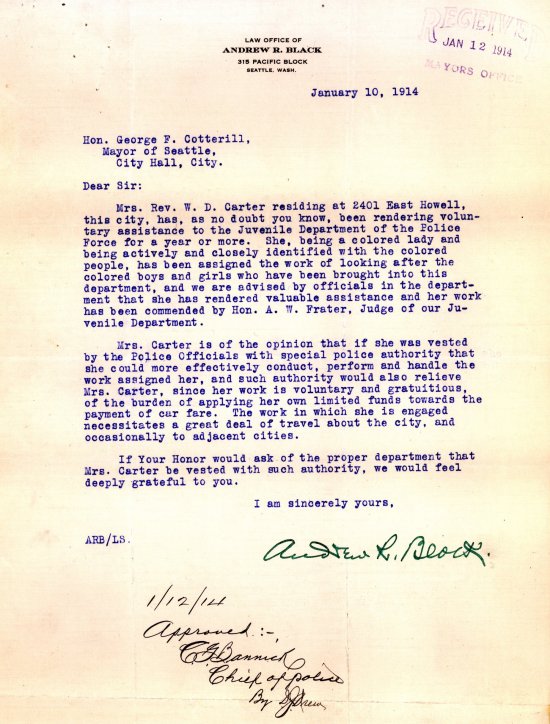 LAW OFFICE OF
ANDREW R. BLACK
315 PACIFIC BLOCK
SEATTLE, WASH.
RECEIVED
JAN 12 1914
MAYORS OFFICE
January 10, 1914
Hon. George F. Cotterill,
Mayor of Seattle,
City Hall, City.
Dear Sir:
Mrs. Rev. W. D. Carter residing at 2401 East Howell,
this city, has, as no doubt you know, been rendering volun-
tary assistance to the Juvenile Department of the Police
Force for a year or more. She, being a colored lady and
being actively and closely identified with the colored
people, has been assigned the work of looking after the
colored boys and girls who have been brought into this
department, and we are advised by officials in the depart-
ment that she has rendered valuable assistance and her work
has been commended by Hon. A. W. Frater, Judge of our Ju-
venile Department.
Mrs. Carter is of the opinion that if she was vested
by the Police Officials with special police authority that
she could more effectively conduct, perform and handle the
work assigned her, and such authority would also relieve
Mrs. Carter, since her work is voluntary and gratuitous,
of the burden of applying her own limited funds towards the
payment of car fare. The work in which she is engaged
necessitates a great deal of travel about the city, and
occasionally to adjacent cities.
If Your Honor would ask of the proper department that
Mrs. Carter be vested with such authority, we would feel
deeply grateful to you.
I am sincerely yours,
ARB/LS.
Andrew R. Black.
1/12/14
Approved :-,
Bannick
Chief of police
By